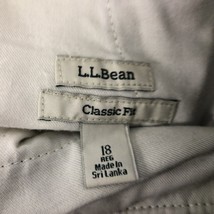 L.L.Bean
Classic Fit
18
REG
Made in
Sri Lanka